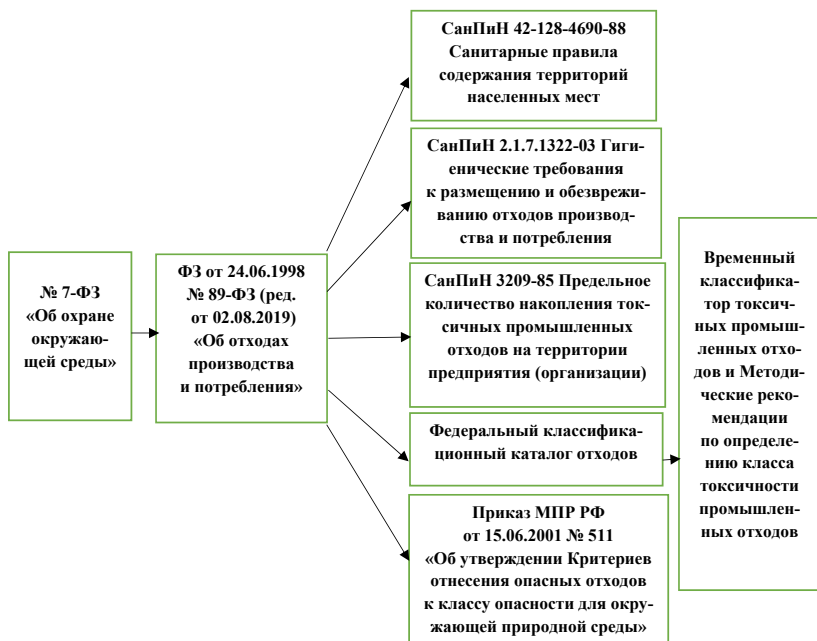 № 7-ФЗ
«Об охране
окружаю-
щей среды»
ФЗ от 24.06.1998
№ 89-ФЗ (ред.
от 02.08.2019)
«Об отходах
производства
и потребления»
СанПиН 42-128-4690-88
Санитарные правила
содержания территорий
населенных мест
СанПиН 2.1.7.1322-03 Гиги-
енические требования
к размещению и обезврежи-
ванию отходов производ-
ства и потребления
СанПиН 3209-85 Предельное
количество накопления ток-
сичных промышленных
отходов на территории
предприятия (организации)
Федеральный классифика-
ционный каталог отходов
Приказ МПР РФ
от 15.06.2001 № 511
«Об утверждении Критериев
отнесения опасных отходов
к классу опасности для окру-
жающей природной среды»
Временный
классифика-
тор токсич-
ных промыш-
ленных отхо-
дов и Методи-
ческие реко-
мендации
по определе-
нию класса
токсичности
промышлен-
ных отходов